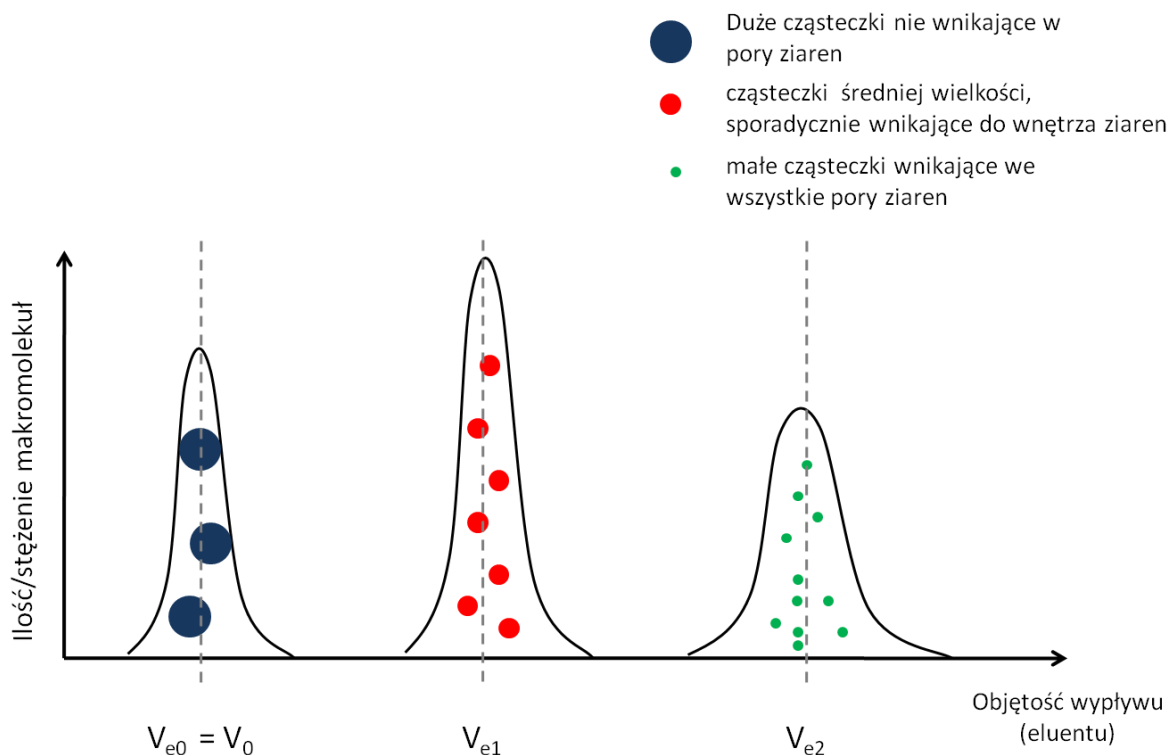 Duże cząsteczki nie wnikające w
pory ziaren
cząsteczki średniej wielkości,
sporadycznie wnikające do wnętrza ziaren
małe cząsteczki wnikające we
wszystkie pory ziaren
Ilość/stężenie makromolekuł
Objętość wypływu
(eluentu)
Ve0 = V0
Ve1
Ve2